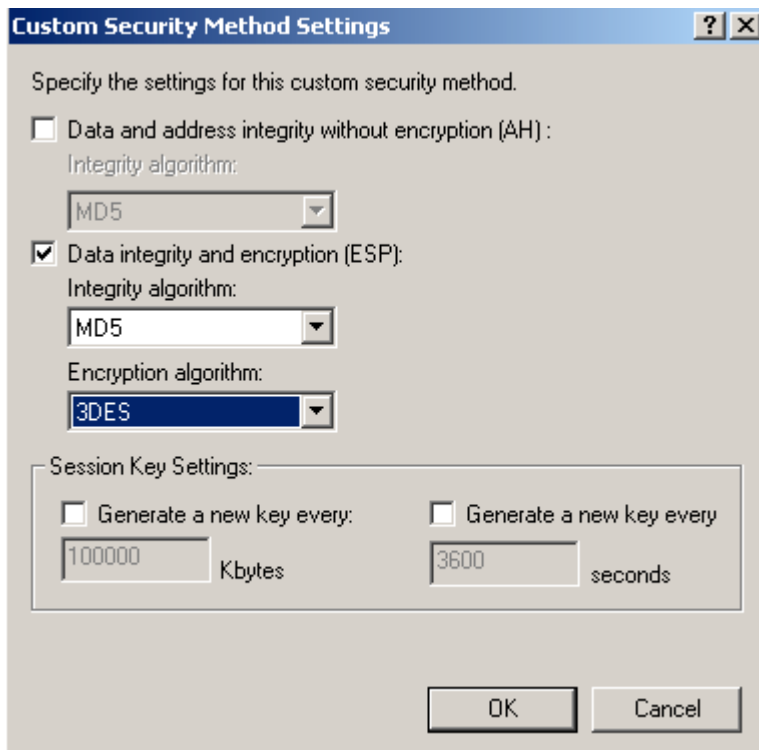 Custom Security Method Settings
Specify the settings for this custom security method.
Data and address integrity without encryption (AH) :
Integrity algorithm:
MD5
Data integrity and encryption (ESP):
Integrity algorithm:
MD5
Encryption algorithm:
3DES
Session Key Settings:
Generate a new key every: Generate a new key every
100000 Kbytes 3600 seconds
OK Cancel